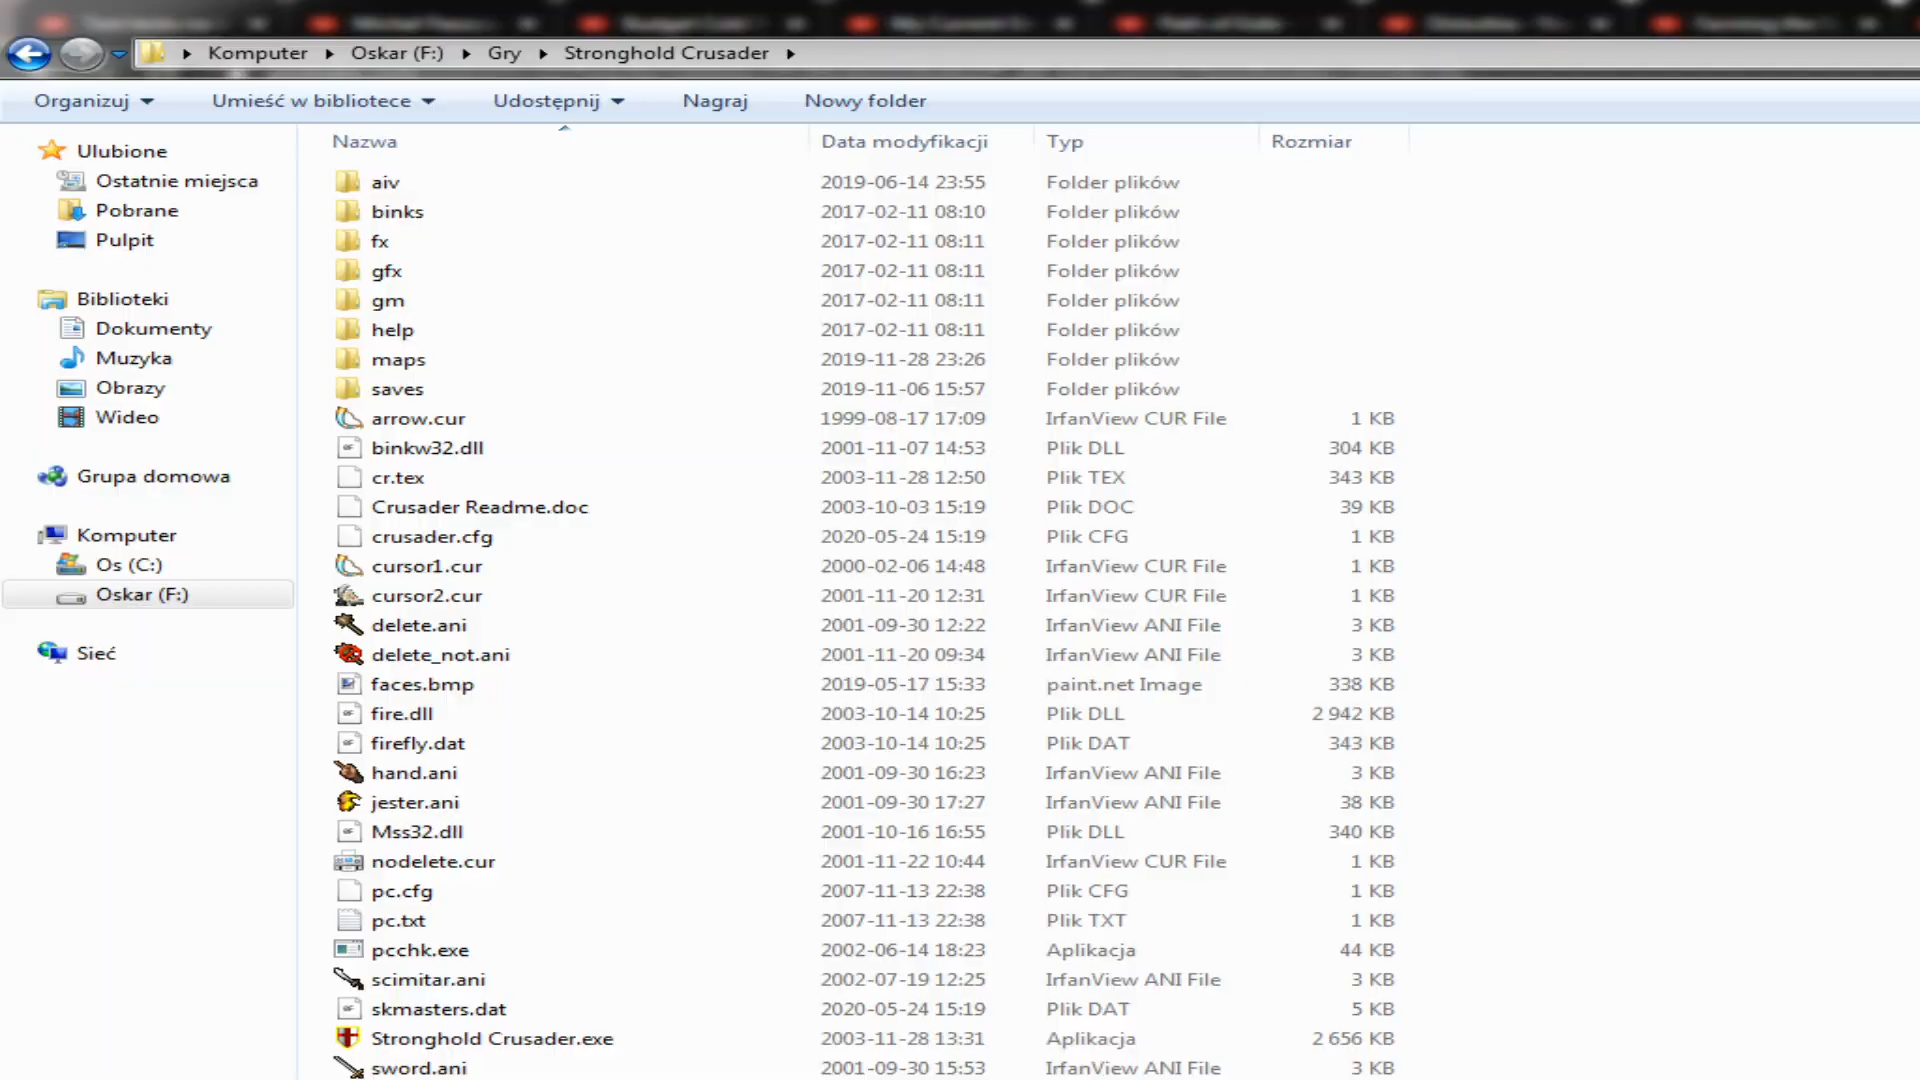 Komputer Oskar (F:) Gry Stronghold Crusader
Organizuj Umieść w bibliotece Udostępnij Nagraj Nowy folder
Ulubione
Ostatnie miejsca
Pobrane
Pulpit
Biblioteki
Dokumenty
Muzyka
Obrazy
Wideo
Grupa domowa
Komputer
Os (C:)
Oskar (F:)
Sieć
Nazwa Data modyfikacji Typ Rozmiar
aiv 2019-06-14 23:55 Folder plików
binks 2017-02-11 08:10 Folder plików
fx 2017-02-11 08:11 Folder plików
gfx 2017-02-11 08:11 Folder plików
gm 2017-02-11 08:11 Folder plików
help 2017-02-11 08:11 Folder plików
maps 2019-11-28 23:26 Folder plików
saves 2019-11-06 15:57 Folder plików
arrow.cur 1999-08-17 17:09 IrfanView CUR File 1 KB
binkw32.dll 2001-11-07 14:53 Plik DLL 304 KB
cr.tex 2003-11-28 12:50 Plik TEX 343 KB
Crusader Readme.doc 2003-10-03 15:19 Plik DOC 39 KB
crusader.cfg 2020-05-24 15:19 Plik CFG 1 KB
cursor1.cur 2000-02-06 14:48 IrfanView CUR File 1 KB
cursor2.cur 2001-11-20 12:31 IrfanView CUR File 1 KB
delete.ani 2001-09-30 12:22 IrfanView ANI File 3 KB
delete_not.ani 2001-11-20 09:34 IrfanView ANI File 3 KB
faces.bmp 2019-05-17 15:33 paint.net Image 338 KB
fire.dll 2003-10-14 10:25 Plik DLL 2 942 KB
firefly.dat 2003-10-14 10:25 Plik DAT 343 KB
hand.ani 2001-09-30 16:23 IrfanView ANI File 3 KB
jester.ani 2001-09-30 17:27 IrfanView ANI File 38 KB
Mss32.dll 2001-10-16 16:55 Plik DLL 340 KB
nodelete.cur 2001-11-22 10:44 IrfanView CUR File 1 KB
pc.cfg 2007-11-13 22:38 Plik CFG 1 KB
pc.txt 2007-11-13 22:38 Plik TXT 1 KB
pcchk.exe 2002-06-14 18:23 Aplikacja 44 KB
scimitar.ani 2002-07-19 12:25 IrfanView ANI File 3 KB
skmasters.dat 2020-05-24 15:19 Plik DAT 5 KB
Stronghold Crusader.exe 2003-11-28 13:31 Aplikacja 2 656 KB
sword.ani 2001-09-30 15:53 IrfanView ANI File 3 KB